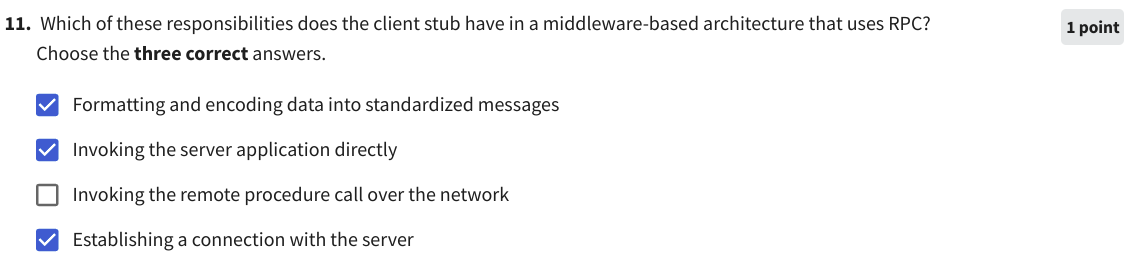 11. Which of these responsibilities does the client stub have in a middleware-based architecture that uses RPC?
1 point
Choose the three correct answers.
Formatting and encoding data into standardized messages
Invoking the server application directly
Invoking the remote procedure call over the network
Establishing a connection with the server